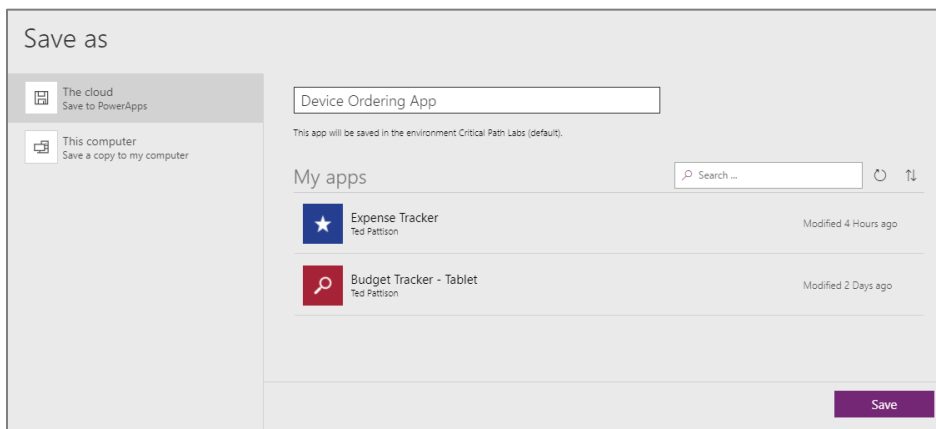 Save as
The cloud
Save to PowerApps
This computer
Save a copy to my computer
Device Ordering App
This app will be saved in the environment Critical Path Labs (default).
My apps
Search ...
Expense Tracker
Ted Pattison
Modified 4 Hours ago
Budget Tracker - Tablet
Ted Pattison
Modified 2 Days ago
Save